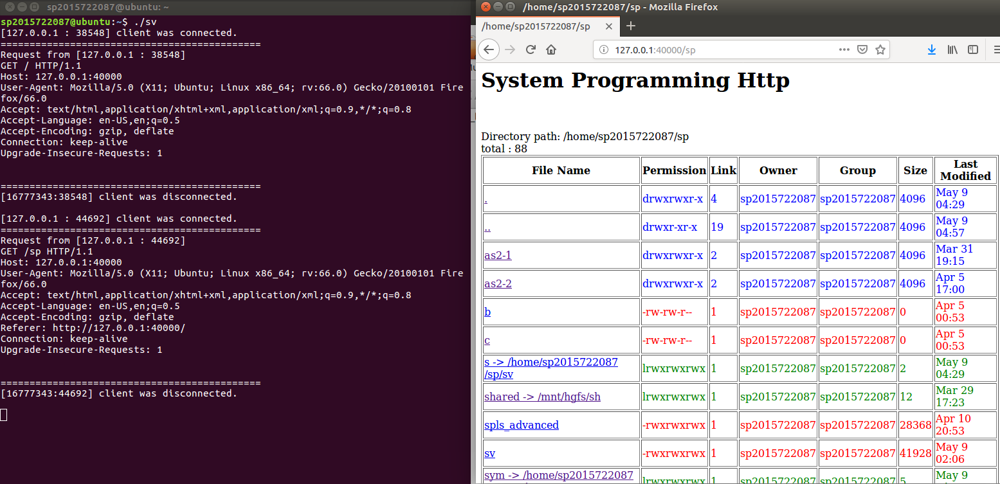 sp2015722087@ubuntu: ~
sp2015722087@ubuntu:~$ ./sv
[127.0.0.1 : 38548] client was connected.
=============================================
Request from [127.0.0.1 : 38548]
GET / HTTP/1.1
Host: 127.0.0.1:40000
User-Agent: Mozilla/5.0 (X11; Ubuntu; Linux x86_64; rv:66.0) Gecko/20100101 Fire
fox/66.0
Accept: text/html,application/xhtml+xml,application/xml;q=0.9,*/*;q=0.8
Accept-Language: en-US,en;q=0.5
Accept-Encoding: gzip, deflate
Connection: keep-alive
Upgrade-Insecure-Requests: 1
=============================================
[16777343:38548] client was disconnected.
[127.0.0.1 : 44692] client was connected.
=============================================
Request from [127.0.0.1 : 44692]
GET /sp HTTP/1.1
Host: 127.0.0.1:40000
User-Agent: Mozilla/5.0 (X11; Ubuntu; Linux x86_64; rv:66.0) Gecko/20100101 Fire
fox/66.0
Accept: text/html,application/xhtml+xml,application/xml;q=0.9,*/*;q=0.8
Accept-Language: en-US,en;q=0.5
Accept-Encoding: gzip, deflate
Referer: http://127.0.0.1:40000/
Connection: keep-alive
Upgrade-Insecure-Requests: 1
=============================================
[16777343:44692] client was disconnected.
/home/sp2015722087/sp - Mozilla Firefox
/home/sp2015722087/sp
127.0.0.1:40000/sp
System Programming Http
Directory path: /home/sp2015722087/sp
total : 88
File Name Permission Link Owner Group Size Last
Modified
. drwxrwxr-x 4 sp2015722087 sp2015722087 4096 May 9
04:29
.. drwxr-xr-x 19 sp2015722087 sp2015722087 4096 May 9
04:57
as2-1 drwxrwxr-x 2 sp2015722087 sp2015722087 4096 Mar 31
19:15
as2-2 drwxrwxr-x 2 sp2015722087 sp2015722087 4096 Apr 5
17:00
b -rw-rw-r-- 1 sp2015722087 sp2015722087 0 Apr 5
00:53
c -rw-rw-r-- 1 sp2015722087 sp2015722087 0 Apr 5
00:53
s -> /home/sp2015722087
/sp/sv lrwxrwxrwx 1 sp2015722087 sp2015722087 2 May 9
04:29
shared -> /mnt/hgfs/sh lrwxrwxrwx 1 sp2015722087 sp2015722087 12 Mar 29
17:23
spls_advanced -rwxrwxrwx 1 sp2015722087 sp2015722087 28368 Apr 10
20:53
sv -rwxrwxrwx 1 sp2015722087 sp2015722087 41928 May 9
02:06
sym -> /home/sp2015722087 lrwxrwxrwx 1 sp2015722087 sp2015722087 5 May 9